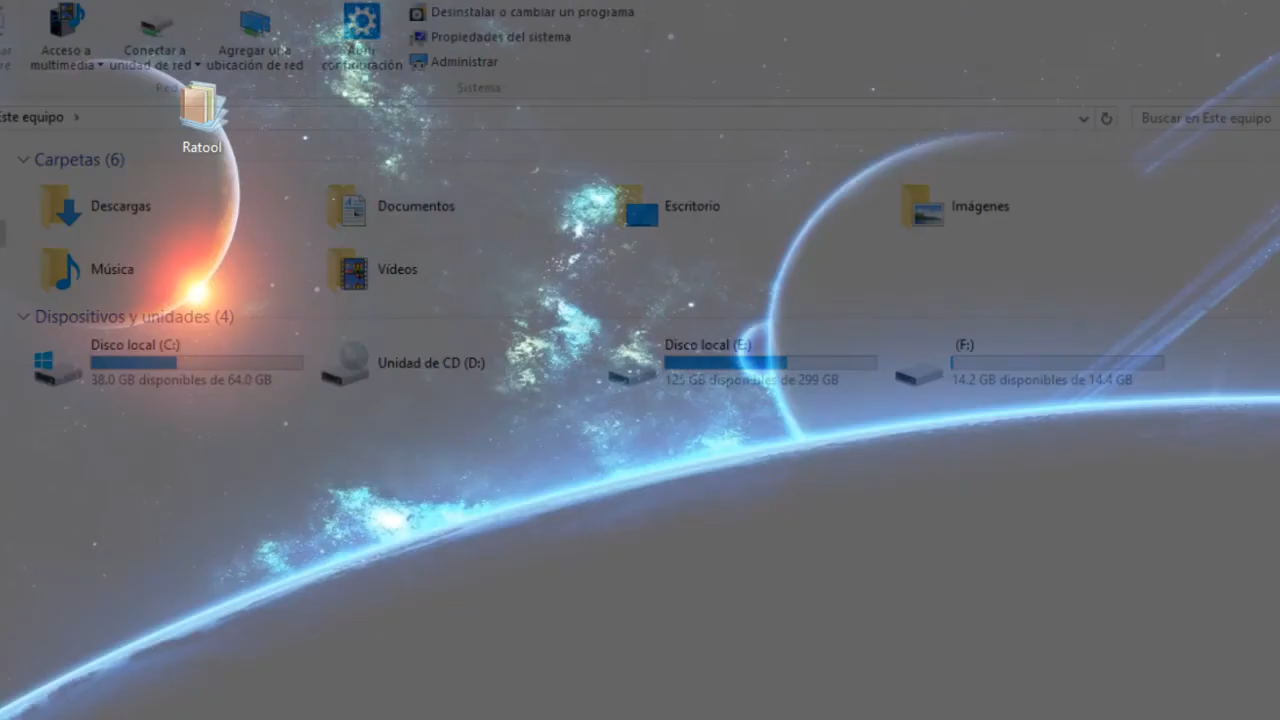 Acceso a
multimedia
Conectar a
unidad de red
Agregar una
ubicación de red
Abrir
configuración
Desinstalar o cambiar un programa
Propiedades del sistema
Administrar
Red
Sistema
Este equipo
Buscar en Este equipo
Ratool
Carpetas (6)
Descargas
Documentos
Escritorio
Imágenes
Música
Vídeos
Dispositivos y unidades (4)
Disco local (C:)
38.0 GB disponibles de 64.0 GB
Unidad de CD (D:)
Disco local (E:)
125 GB disponibles de 299 GB
(F:)
14.2 GB disponibles de 14.4 GB